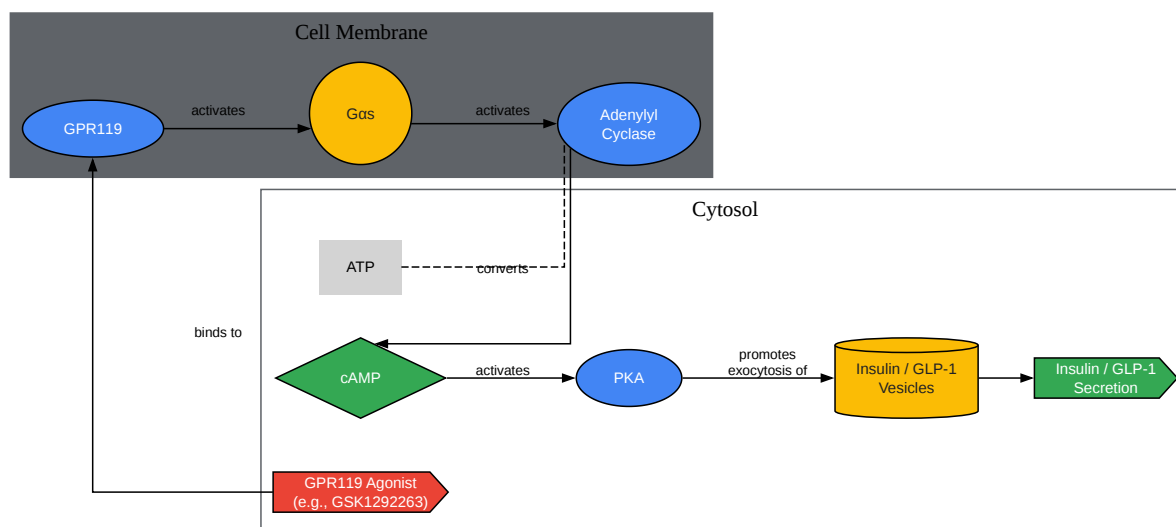 Cell Membrane
GPR119
activates
Gαs
activates
Adenylyl
Cyclase
Cytosol
ATP
converts
binds to
cAMP
activates
PKA
promotes
exocytosis of
Insulin / GLP-1
Vesicles
Insulin / GLP-1
Secretion
GPR119 Agonist
(e.g., GSK1292263)